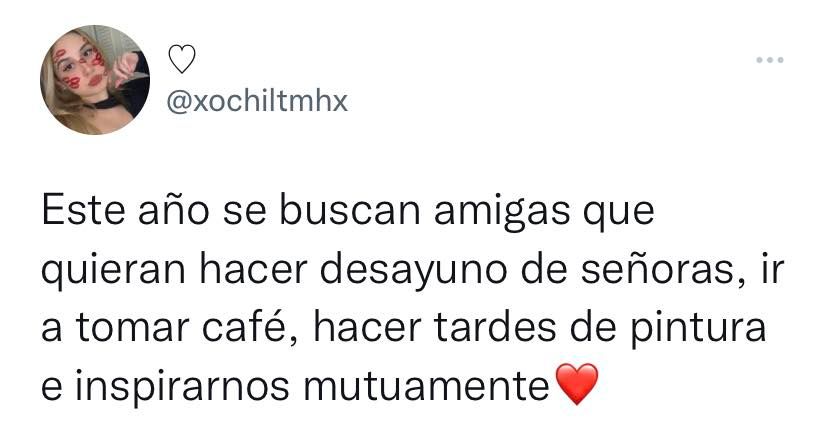 ♡
@xochiltmhx
Este año se buscan amigas que
quieran hacer desayuno de señoras, ir
a tomar café, hacer tardes de pintura
e inspirarnos mutuamente❤️